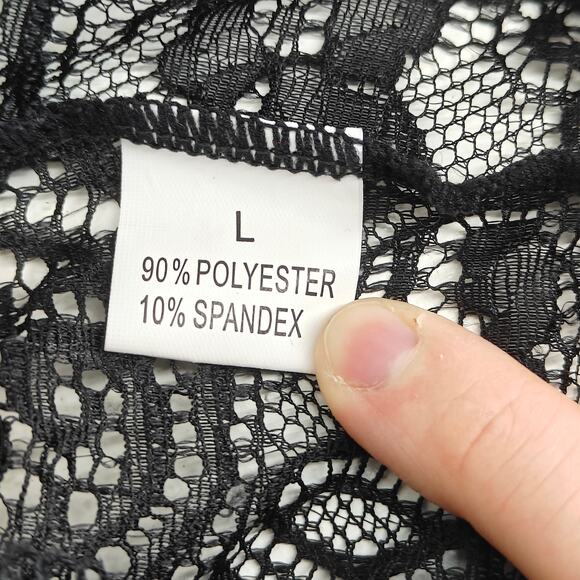 L
90% POLYESTER
10% SPANDEX